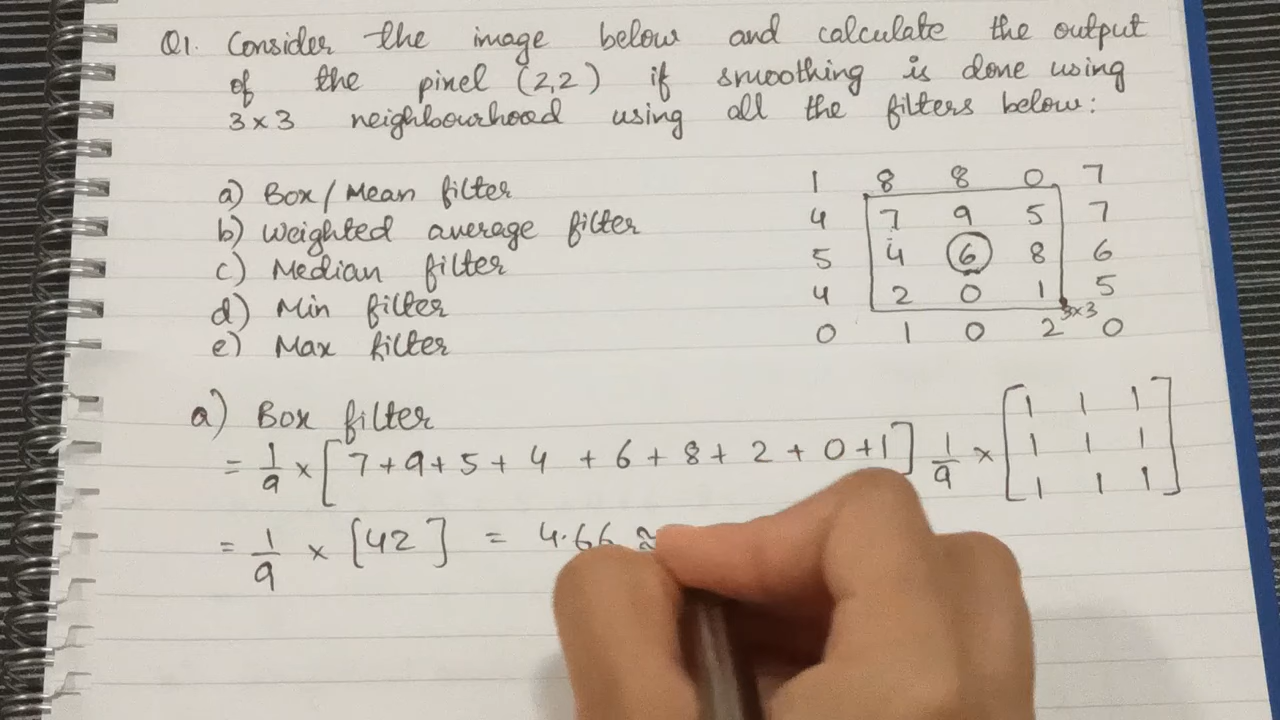 Q1. Consider the image below and calculate the output
of the pixel (2,2) if smoothing is done using
3×3 neighbourhood using all the filters below:
a) Box/Mean filter
b) Weighted average filter
c) Median filter
d) Min filter
e) Max filter
1 8 8 0 7
4 7 9 5 7
5 4 6 8 6
4 2 0 1 5
3×3
0 1 0 2 0
a) Box filter
= 1/9 × [7+9+5+4+6+8+2+0+1] 1/9 × [1 1 1
1 1 1
1 1 1]
= 1/9 × [42] = 4.66 ≈